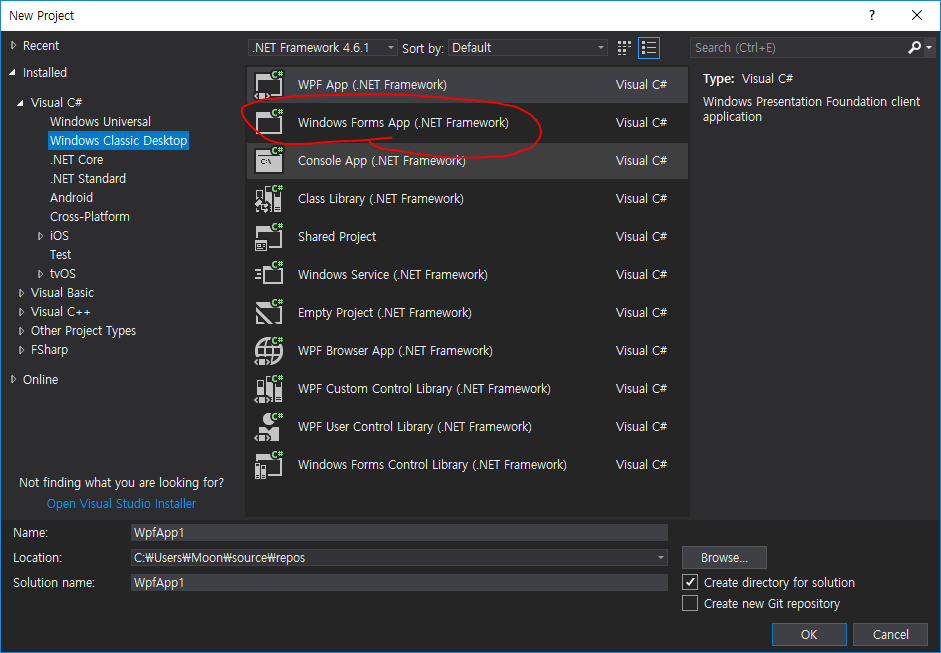 New Project
?
Recent
Installed
Visual C#
Windows Universal
Windows Classic Desktop
.NET Core
.NET Standard
Android
Cross-Platform
iOS
Test
tvOS
Visual Basic
Visual C++
Other Project Types
FSharp
Online
Not finding what you are looking for?
Open Visual Studio Installer
.NET Framework 4.6.1 Sort by: Default
C# WPF App (.NET Framework) Visual C#
C# Windows Forms App (.NET Framework) Visual C#
C# C:\ Console App (.NET Framework) Visual C#
C# Class Library (.NET Framework) Visual C#
C# Shared Project Visual C#
C# Windows Service (.NET Framework) Visual C#
C# Empty Project (.NET Framework) Visual C#
C# WPF Browser App (.NET Framework) Visual C#
C# WPF Custom Control Library (.NET Framework) Visual C#
C# WPF User Control Library (.NET Framework) Visual C#
C# Windows Forms Control Library (.NET Framework) Visual C#
Search (Ctrl+E)
Type: Visual C#
Windows Presentation Foundation client
application
Name: WpfApp1
Location: C:₩Users₩Moon₩source₩repos
Browse...
Solution name: WpfApp1
Create directory for solution
Create new Git repository
OK Cancel